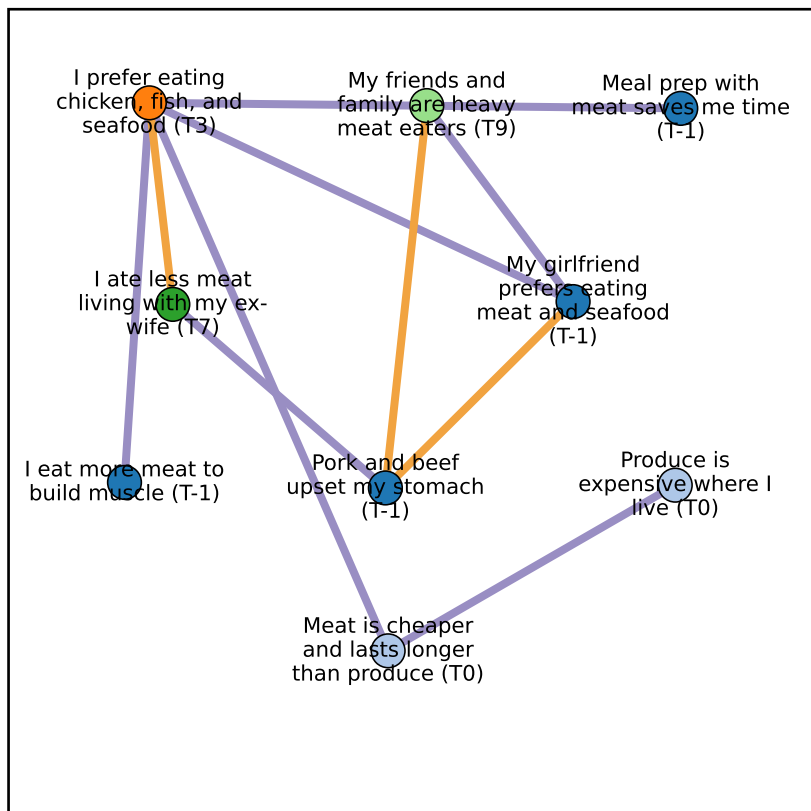 I prefer eating
chicken, fish, and
seafood (T3)
My friends and
family are heavy
meat eaters (T9)
Meal prep with
meat saves me time
(T-1)
I ate less meat
living with my ex-
wife (T7)
My girlfriend
prefers eating
meat and seafood
(T-1)
I eat more meat to
build muscle (T-1)
Pork and beef
upset my stomach
(T-1)
Produce is
expensive where I
live (T0)
Meat is cheaper
and lasts longer
than produce (T0)